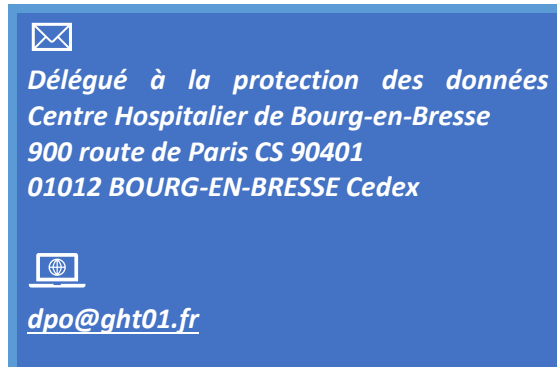 Délégué à la protection des données
Centre Hospitalier de Bourg-en-Bresse
900 route de Paris CS 90401
01012 BOURG-EN-BRESSE Cedex
dpo@ght01.fr